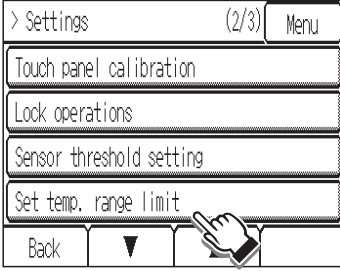 > Settings (2/3) Menu
Touch panel calibration
Lock operations
Sensor threshold setting
Set temp. range limit
Back ▼ ▲